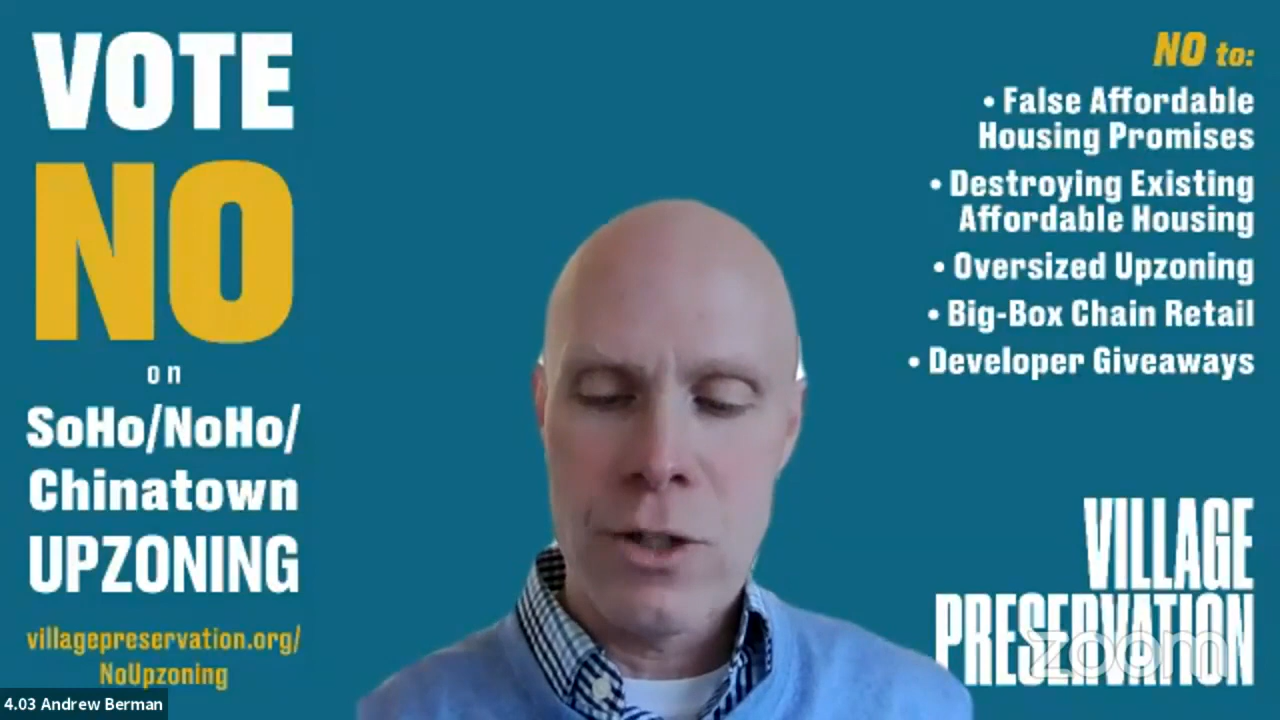 VOTE
NO
on
SoHo/NoHo/
Chinatown
UPZONING
villagepreservation.org/
NoUpzoning
NO to:
• False Affordable
Housing Promises
• Destroying Existing
Affordable Housing
• Oversized Upzoning
• Big-Box Chain Retail
• Developer Giveaways
VILLAGE
PRESERVATION
zoom
4.03 Andrew Berman